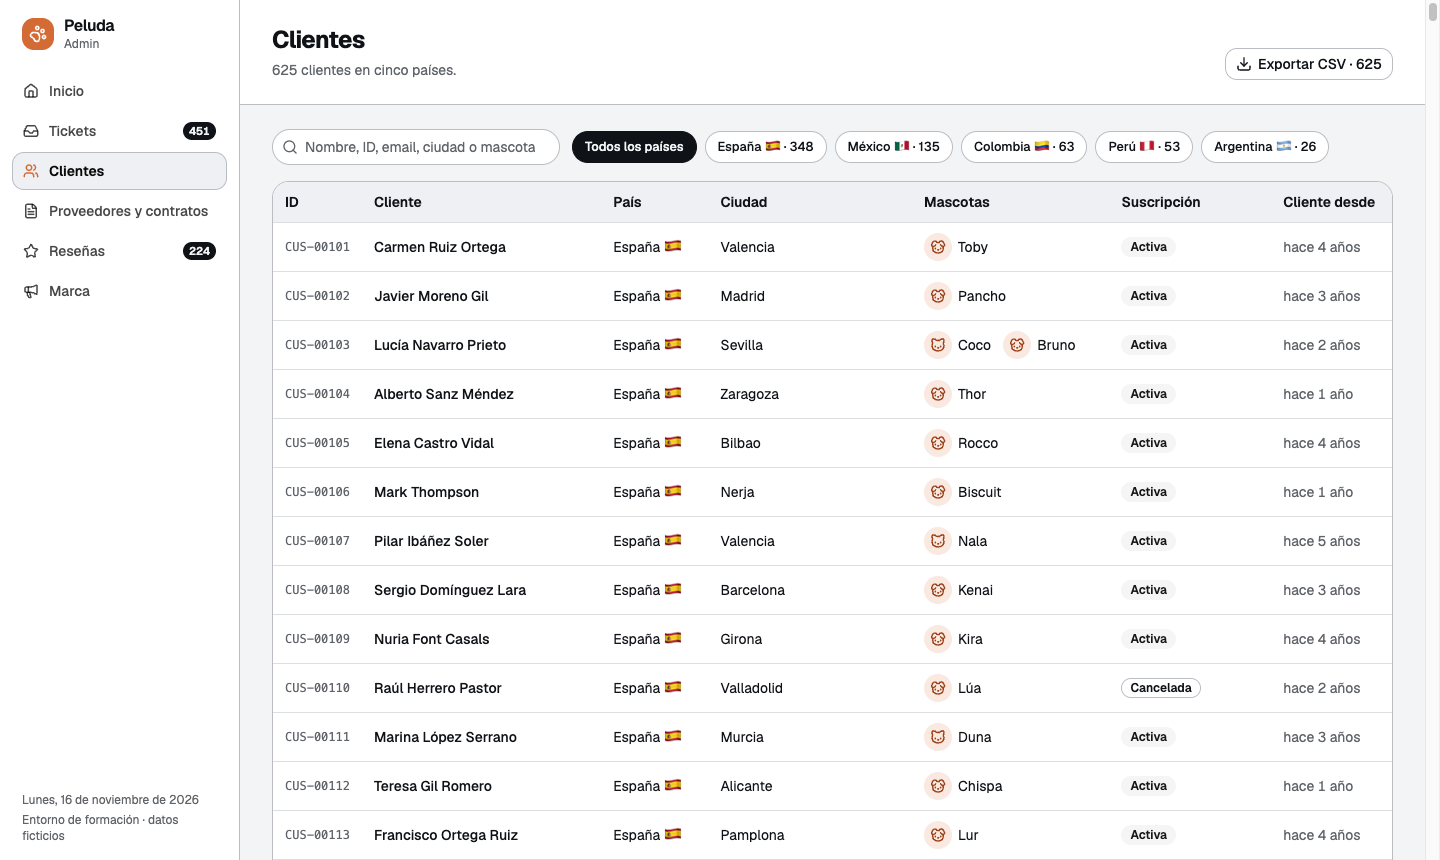 Peluda
Admin
Inicio
Tickets 451
Clientes
Proveedores y contratos
Reseñas 224
Marca
Lunes, 16 de noviembre de 2026
Entorno de formación · datos
ficticios
Clientes
625 clientes en cinco países.
Exportar CSV · 625
Nombre, ID, email, ciudad o mascota
Todos los países
España 🇪🇸 · 348
México 🇲🇽 · 135
Colombia 🇨🇴 · 63
Perú 🇵🇪 · 53
Argentina 🇦🇷 · 26
ID Cliente País Ciudad Mascotas Suscripción Cliente desde
CUS-00101 Carmen Ruiz Ortega España 🇪🇸 Valencia Toby Activa hace 4 años
CUS-00102 Javier Moreno Gil España 🇪🇸 Madrid Pancho Activa hace 3 años
CUS-00103 Lucía Navarro Prieto España 🇪🇸 Sevilla Coco Bruno Activa hace 2 años
CUS-00104 Alberto Sanz Méndez España 🇪🇸 Zaragoza Thor Activa hace 1 año
CUS-00105 Elena Castro Vidal España 🇪🇸 Bilbao Rocco Activa hace 4 años
CUS-00106 Mark Thompson España 🇪🇸 Nerja Biscuit Activa hace 1 año
CUS-00107 Pilar Ibáñez Soler España 🇪🇸 Valencia Nala Activa hace 5 años
CUS-00108 Sergio Domínguez Lara España 🇪🇸 Barcelona Kenai Activa hace 3 años
CUS-00109 Nuria Font Casals España 🇪🇸 Girona Kira Activa hace 4 años
CUS-00110 Raúl Herrero Pastor España 🇪🇸 Valladolid Lúa Cancelada hace 2 años
CUS-00111 Marina López Serrano España 🇪🇸 Murcia Duna Activa hace 3 años
CUS-00112 Teresa Gil Romero España 🇪🇸 Alicante Chispa Activa hace 1 año
CUS-00113 Francisco Ortega Ruiz España 🇪🇸 Pamplona Lur Activa hace 4 años